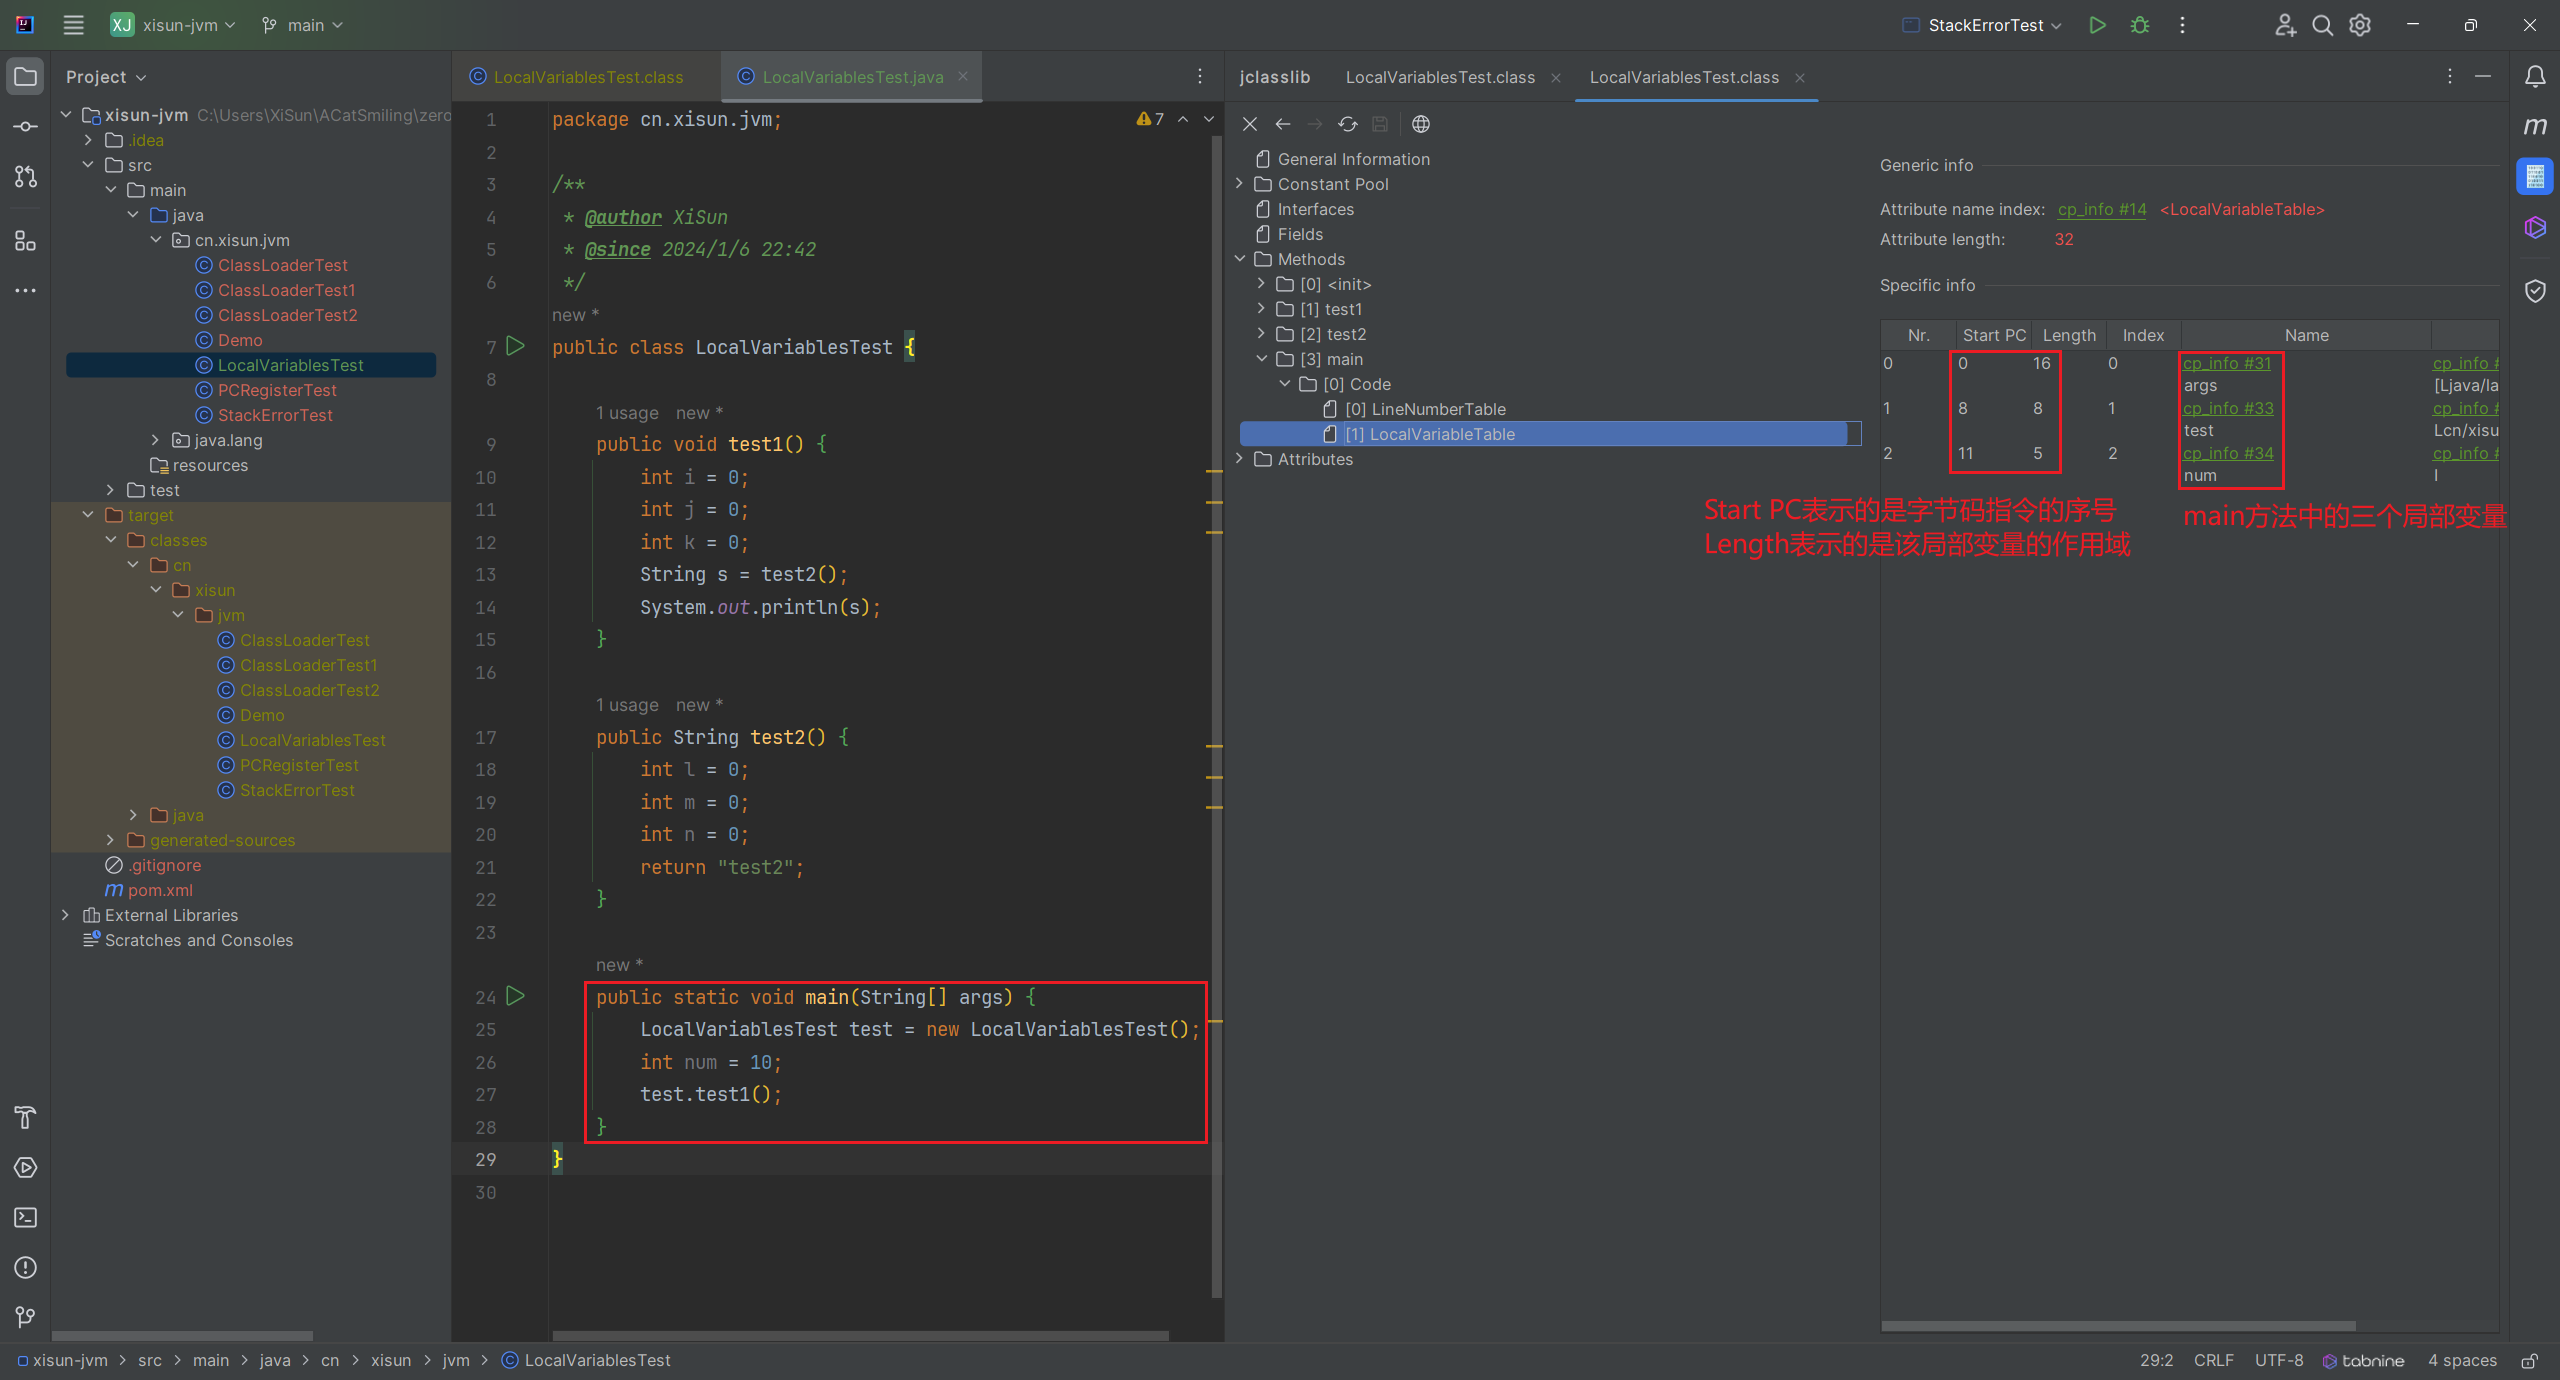 XJ xisun-jvm main
StackErrorTest
Project
xisun-jvm C:\Users\XiSun\ACatSmiling\zero
.idea
src
main
java
cn.xisun.jvm
ClassLoaderTest
ClassLoaderTest1
ClassLoaderTest2
Demo
LocalVariablesTest
PCRegisterTest
StackErrorTest
java.lang
resources
test
target
classes
cn
xisun
jvm
ClassLoaderTest
ClassLoaderTest1
ClassLoaderTest2
Demo
LocalVariablesTest
PCRegisterTest
StackErrorTest
java
generated-sources
.gitignore
pom.xml
External Libraries
Scratches and Consoles
LocalVariablesTest.class LocalVariablesTest.java
7
1 package cn.xisun.jvm;
2
3 /**
4 * @author XiSun
5 * @since 2024/1/6 22:42
6 */
new *
7 public class LocalVariablesTest {
8
1 usage new *
9 public void test1() {
10 int i = 0;
11 int j = 0;
12 int k = 0;
13 String s = test2();
14 System.out.println(s);
15 }
16
1 usage new *
17 public String test2() {
18 int l = 0;
19 int m = 0;
20 int n = 0;
21 return "test2";
22 }
23
new *
24 public static void main(String[] args) {
25 LocalVariablesTest test = new LocalVariablesTest();
26 int num = 10;
27 test.test1();
28 }
29 }
30
jclasslib LocalVariablesTest.class LocalVariablesTest.class
General Information
Constant Pool
Interfaces
Fields
Methods
[0] <init>
[1] test1
[2] test2
[3] main
[0] Code
[0] LineNumberTable
[1] LocalVariableTable
Attributes
Generic info
Attribute name index: cp_info #14 <LocalVariableTable>
Attribute length: 32
Specific info
Nr. Start PC Length Index Name
0 0 16 0 cp_info #31 cp_info #
args [Ljava/la
1 8 8 1 cp_info #33 cp_info #
test Lcn/xisu
2 11 5 2 cp_info #34 cp_info #
num I
Start PC表示的是字节码指令的序号
Length表示的是该局部变量的作用域
main方法中的三个局部变量
xisun-jvm > src > main > java > cn > xisun > jvm > LocalVariablesTest
29:2 CRLF UTF-8 tabnine 4 spaces